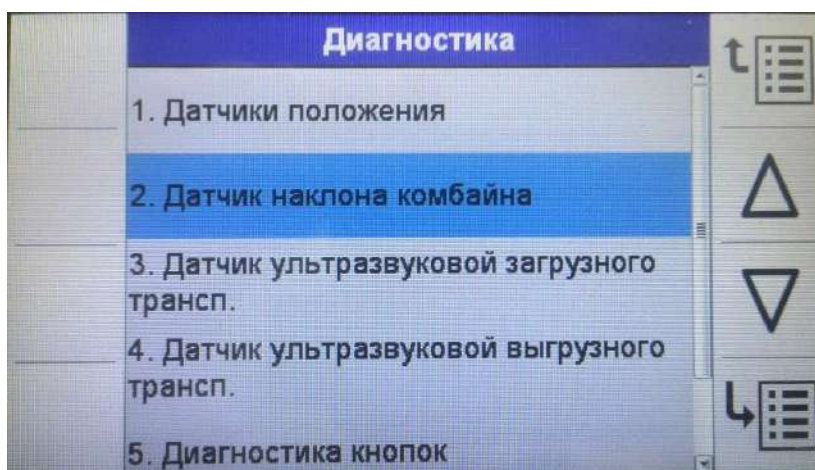 Диагностика
1. Датчики положения
2. Датчик наклона комбайна
3. Датчик ультразвуковой загрузного
трансп.
4. Датчик ультразвуковой выгрузного
трансп.
5. Диагностика кнопок